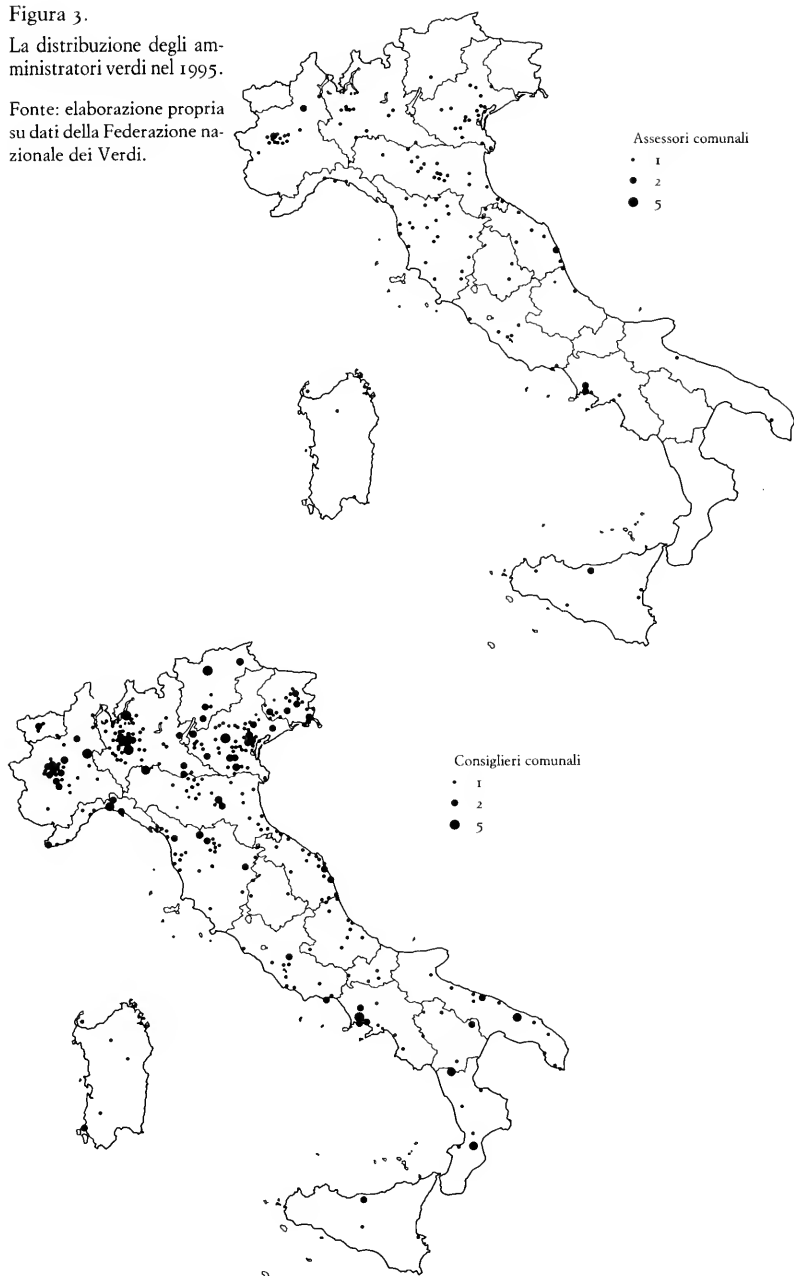 Figura 3.
La distribuzione degli am-
ministratori verdi nel 1995.
Fonte: elaborazione propria
su dati della Federazione na-
zionale dei Verdi.
Assessori comunali
1
2
5
Consiglieri comunali
1
2
5